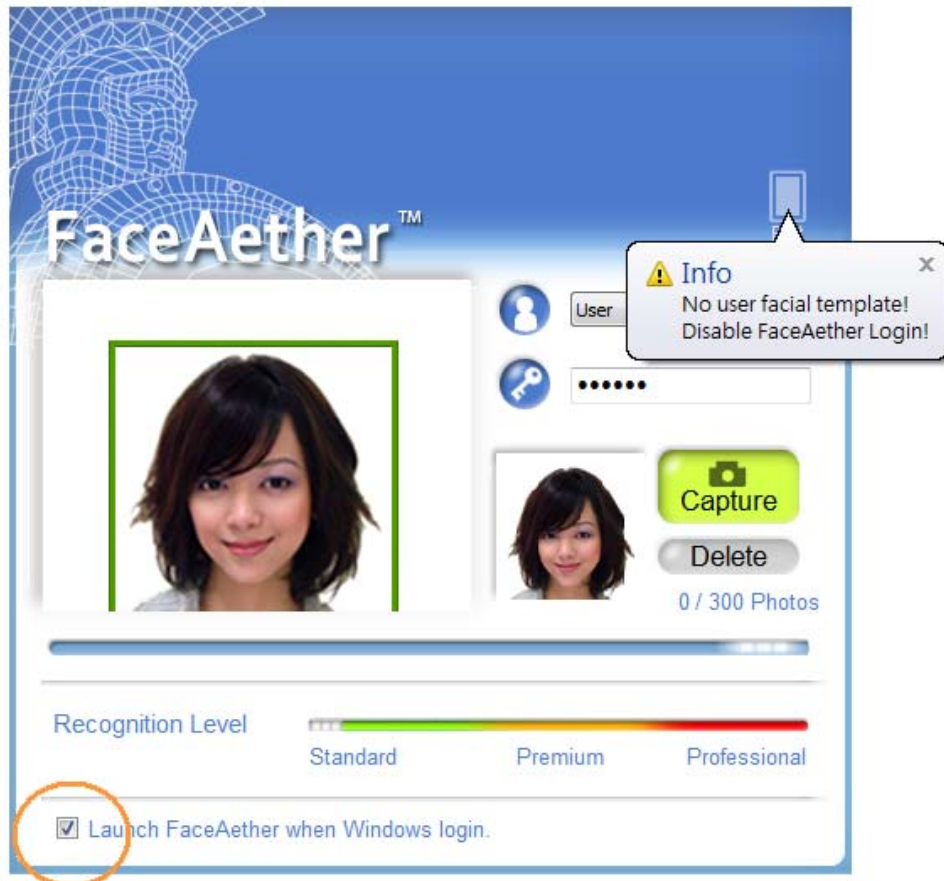 FaceAether™
Info
No user facial template!
Disable FaceAether Login!
User
Capture
Delete
0 / 300 Photos
Recognition Level
Standard
Premium
Professional
Launch FaceAether when Windows login.